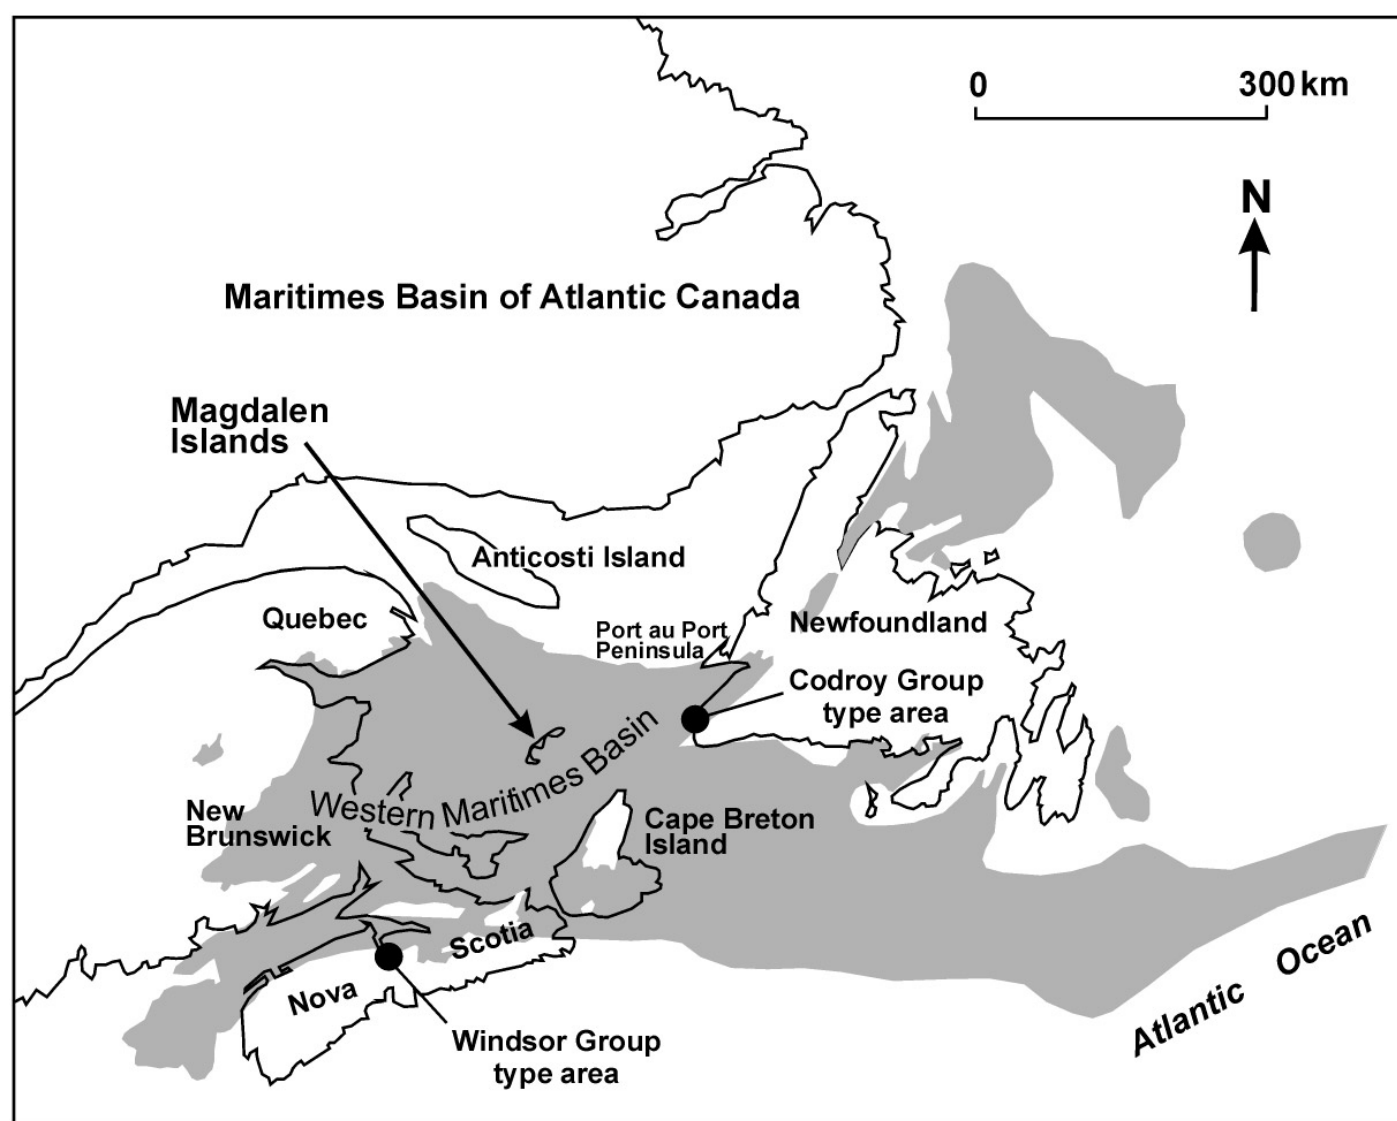 0 300 km
N
Maritimes Basin of Atlantic Canada
Magdalen
Islands
Anticosti Island
Quebec
Port au Port
Peninsula
Newfoundland
Codroy Group
type area
Western Maritimes Basin
New
Brunswick
Cape Breton
Island
Nova Scotia
Atlantic Ocean
Windsor Group
type area